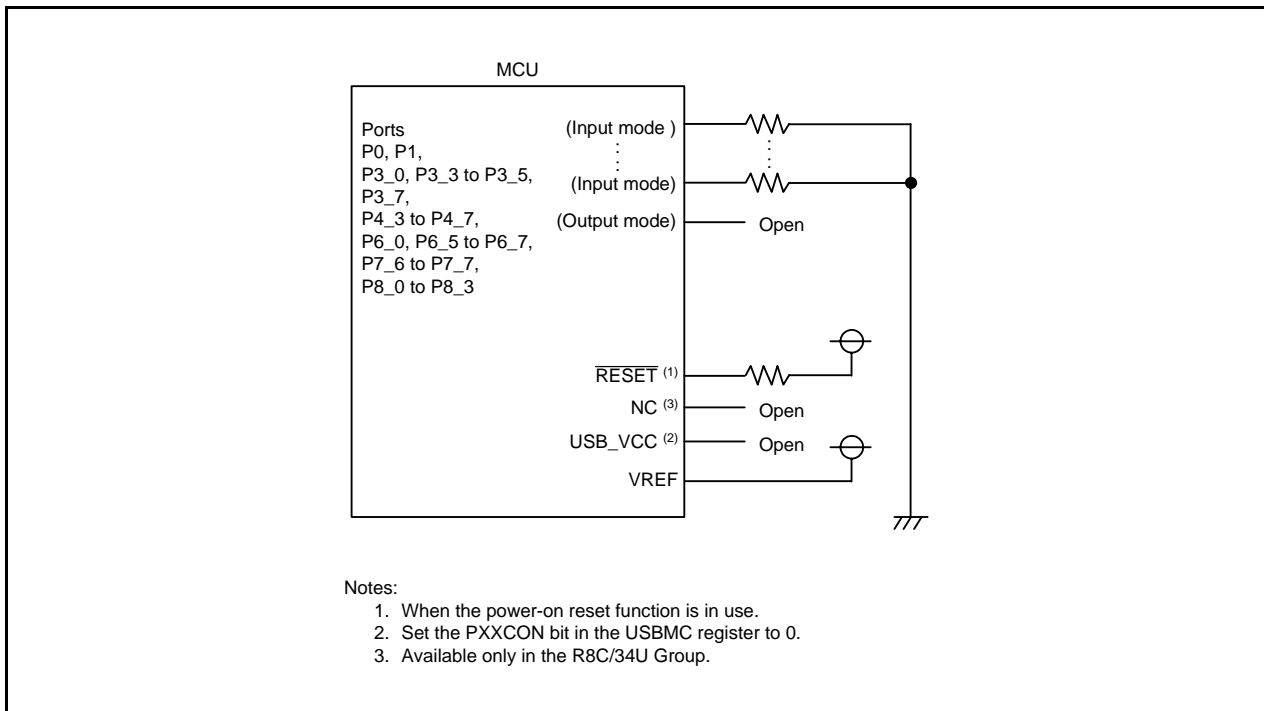 MCU
Ports
P0, P1,
P3_0, P3_3 to P3_5,
P3_7,
P4_3 to P4_7,
P6_0, P6_5 to P6_7,
P7_6 to P7_7,
P8_0 to P8_3
(Input mode )
(Input mode)
(Output mode)
Open
RESET (1)
NC (3)
Open
USB_VCC (2)
Open
VREF
Notes:
1. When the power-on reset function is in use.
2. Set the PXXCON bit in the USBMC register to 0.
3. Available only in the R8C/34U Group.